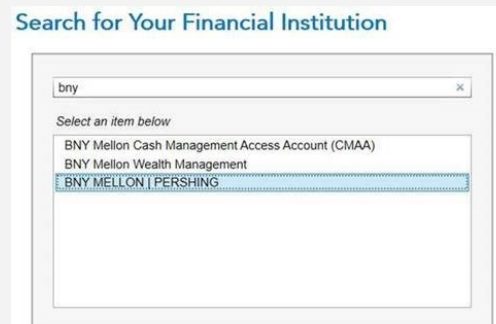 Search for Your Financial Institution
bny
Select an item below
BNY Mellon Cash Management Access Account (CMAA)
BNY Mellon Wealth Management
BNY MELLON | PERSHING